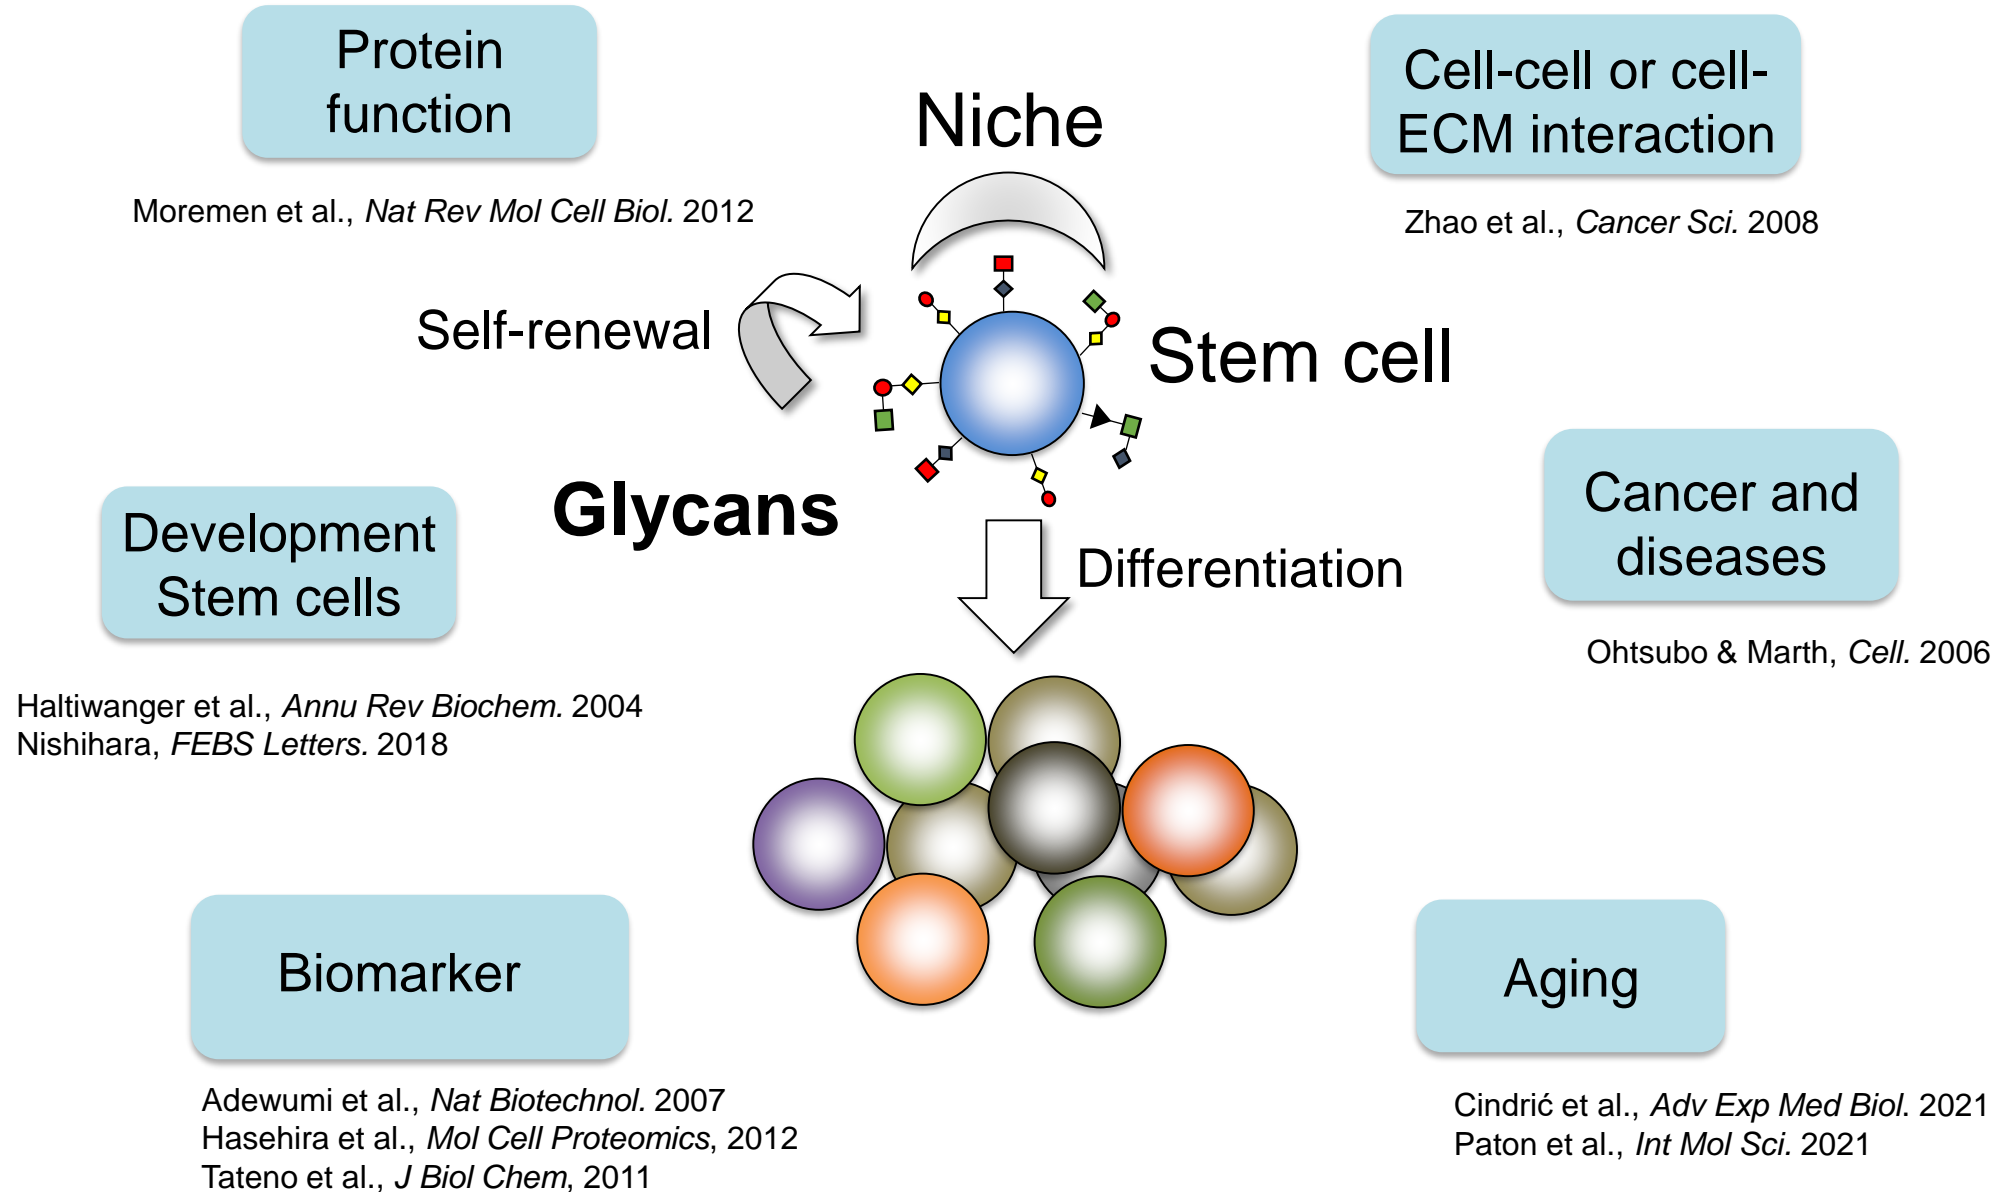 Protein
function
Moremen et al., Nat Rev Mol Cell Biol. 2012
Niche
Cell-cell or cell-
ECM interaction
Zhao et al., Cancer Sci. 2008
Self-renewal
Stem cell
Glycans
Development
Stem cells
Haltiwanger et al., Annu Rev Biochem. 2004
Nishihara, FEBS Letters. 2018
Differentiation
Cancer and
diseases
Ohtsubo & Marth, Cell. 2006
Biomarker
Adewumi et al., Nat Biotechnol. 2007
Hasehira et al., Mol Cell Proteomics, 2012
Tateno et al., J Biol Chem, 2011
Aging
Cindrić et al., Adv Exp Med Biol. 2021
Paton et al., Int Mol Sci. 2021